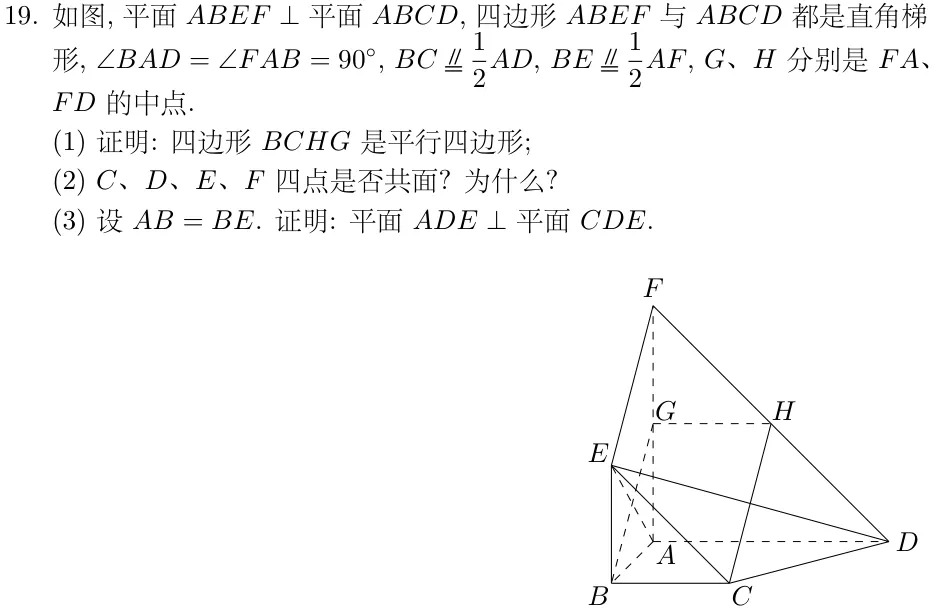 19. 如图, 平面 ABEF ⊥ 平面 ABCD, 四边形 ABEF 与 ABCD 都是直角梯
形, ∠BAD = ∠FAB = 90°, BC ⫽̳ \frac{1}{2}AD, BE ⫽̳ \frac{1}{2}AF, G、H 分别是 FA、
FD 的中点.
(1) 证明: 四边形 BCHG 是平行四边形;
(2) C、D、E、F 四点是否共面? 为什么?
(3) 设 AB = BE. 证明: 平面 ADE ⊥ 平面 CDE.
F
G H
E
A D
B C